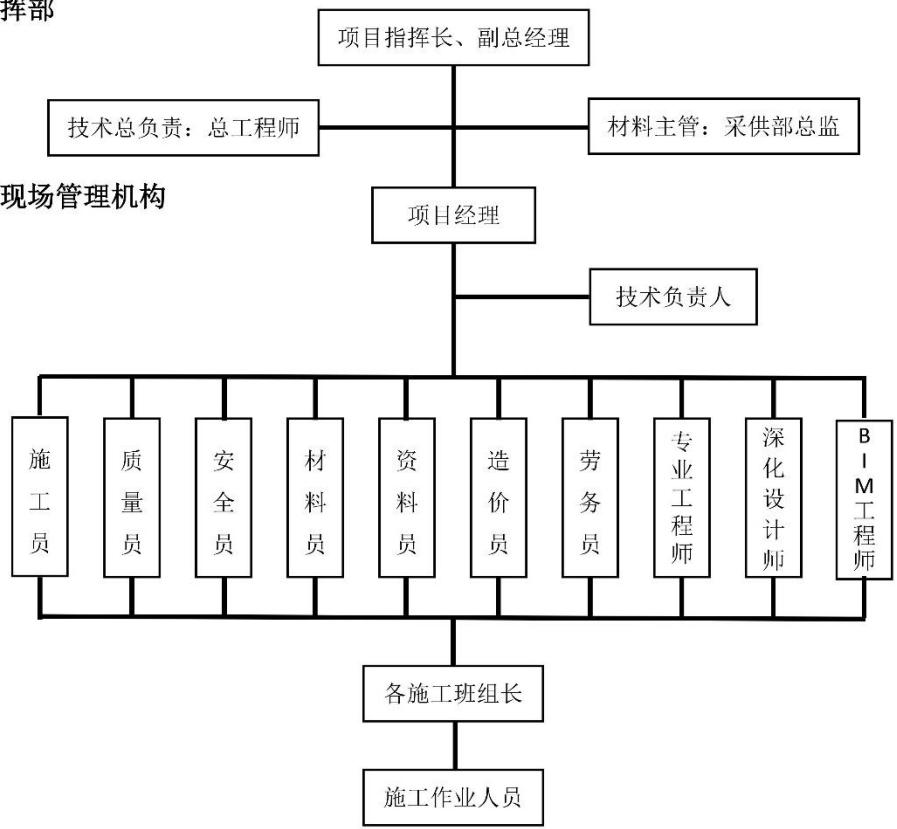 挥部
项目指挥长、副总经理
技术总负责：总工程师
材料主管：采供部总监
现场管理机构
项目经理
技术负责人
施工员
质量员
安全员
材料员
资料员
造价员
劳务员
专业工程师
深化设计师
BIM工程师
各施工班组长
施工作业人员